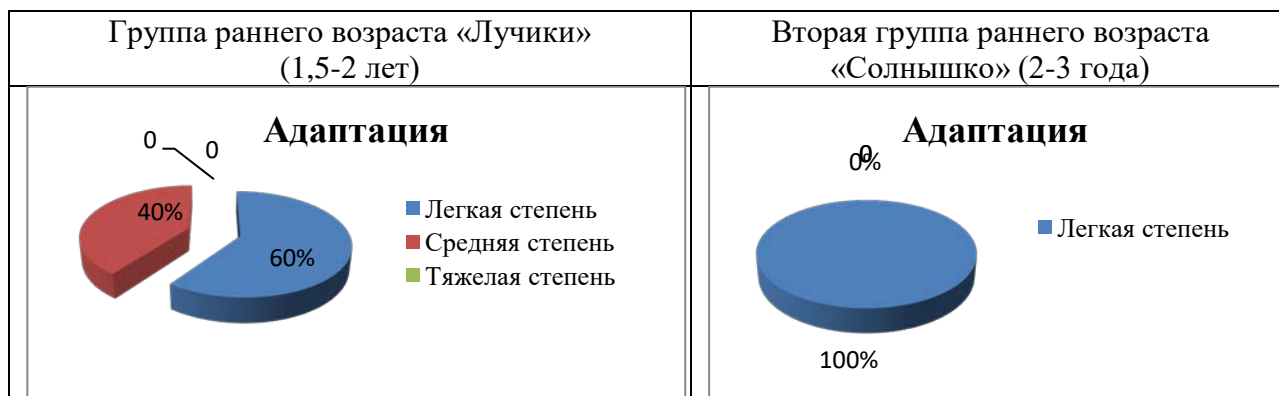 Группа раннего возраста «Лучики»
(1,5-2 лет)
Вторая группа раннего возраста
«Солнышко» (2-3 года)
Адаптация
0
0
40%
60%
Легкая степень
Средняя степень
Тяжелая степень
Адаптация
0%
0
100%
Легкая степень